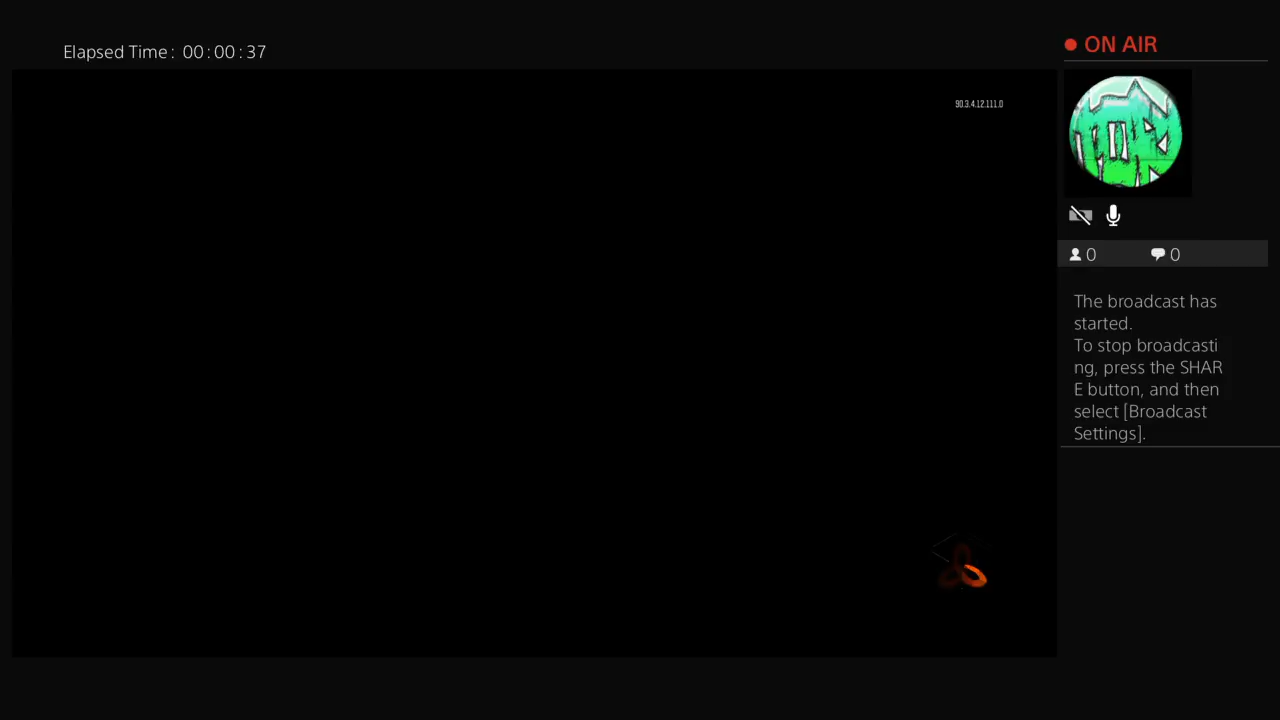 Elapsed Time: 00:00:37
ON AIR
90.3.4.12.111.0
0
0
The broadcast has
started.
To stop broadcasti
ng, press the SHAR
E button, and then
select [Broadcast
Settings].